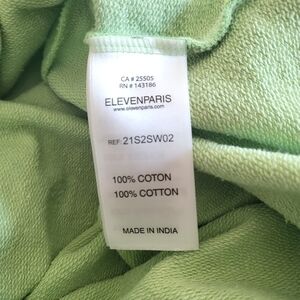 CA # 25505
RN # 143186
ELEVENPARIS
www.elevenparis.com
REF: 21S2SW02
100% COTON
100% COTTON
MADE IN INDIA